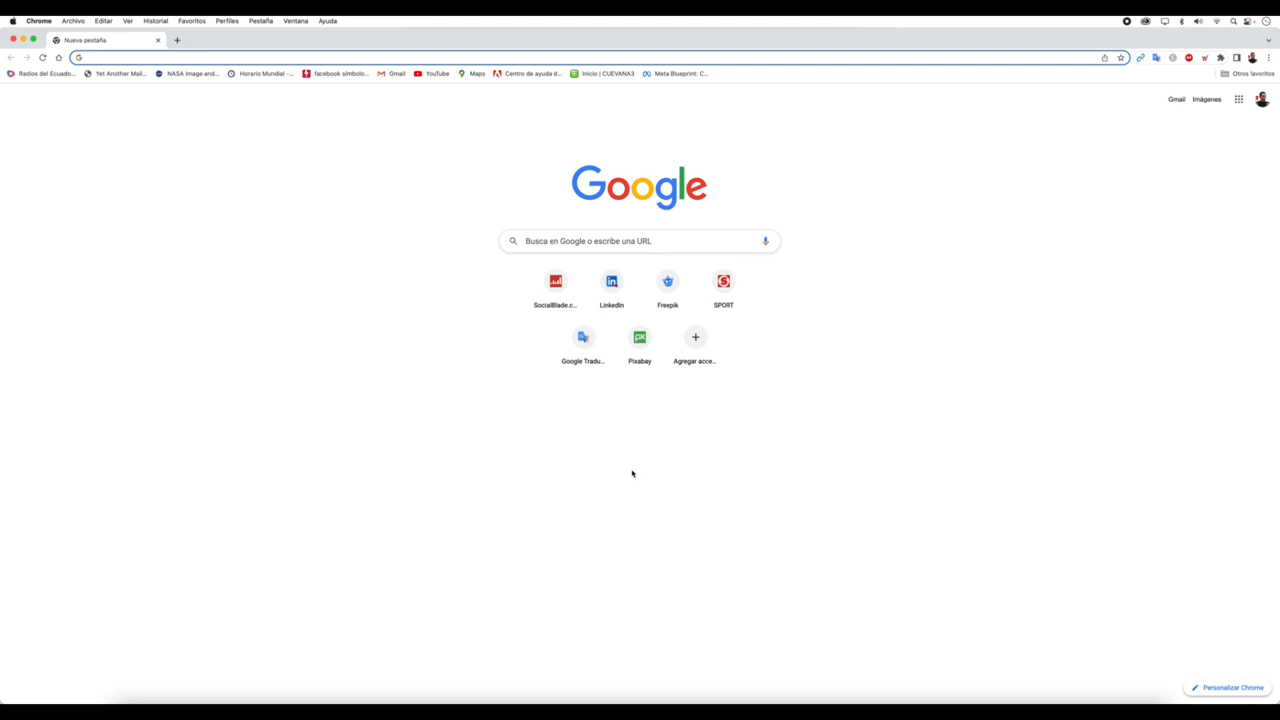 Chrome Archivo Editar Ver Historial Favoritos Perfiles Pestaña Ventana Ayuda
Nueva pestaña
Radios del Ecuado... Yet Another Mail... NASA Image and... Horario Mundial -... facebook simbolo... Gmail YouTube Maps Centro de ayuda d... Inicio | CUEVANA3 Meta Blueprint: C... Otros favoritos
Gmail Imágenes
Google
Busca en Google o escribe una URL
SocialBlade.c... LinkedIn Freepik SPORT
Google Tradu... Pixabay Agregar acce...
Personalizar Chrome